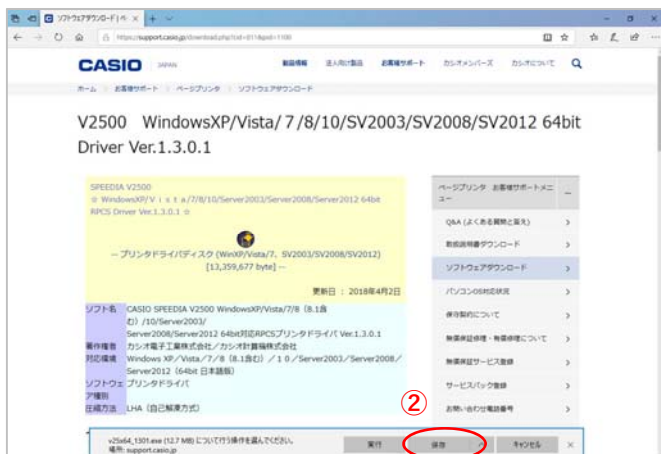 ソフトウェアダウンロード | ペ
https://support.casio.jp/download.php?cid=011&pid=1100
CASIO JAPAN
製品情報 法人向け製品 お客様サポート カシオメンバーズ カシオについて
ホーム お客様サポート ページプリンタ ソフトウェアダウンロード
V2500 WindowsXP/Vista/７/8/10/SV2003/SV2008/SV2012 64bit
Driver Ver.1.3.0.1
SPEEDIA V2500
☆ WindowsXP/Ｖｉｓｔａ/7/8/10/Server2003/Server2008/Server2012 64bit
RPCS Driver Ver.1.3.0.1 ☆
-- プリンタドライバディスク (WinXP/Vista/7、SV2003/SV2008/SV2012)
[13,359,677 byte] --
更新日 ： 2018年4月2日
ソフト名 CASIO SPEEDIA V2500 WindowsXP/Vista/7/8（8.1含
む）/10/Server2003/
Server2008/Server2012 64bit対応RPCSプリンタドライバ Ver.1.3.0.1
著作権者 カシオ電子工業株式会社／カシオ計算機株式会社
対応環境 Windows XP／Vista／7／8（8.1含む）／１０／Server2003／Server2008／
Server2012（64bit 日本語版）
ソフトウェ プリンタドライバ
ア種別
圧縮方法 LHA（自己解凍方式）
ページプリンタ お客様サポートメニ
ュー
Q&A (よくある質問と答え)
取扱説明書ダウンロード
ソフトウェアダウンロード
パソコンOS対応状況
保守契約について
無償保証修理・無償修理について
無償保証サービス登録
サービスパック登録
お問い合わせ電話番号
②
v25x64_1301.exe (12.7 MB) について行う操作を選んでください。
場所: support.casio.jp
実行 保存 キャンセル